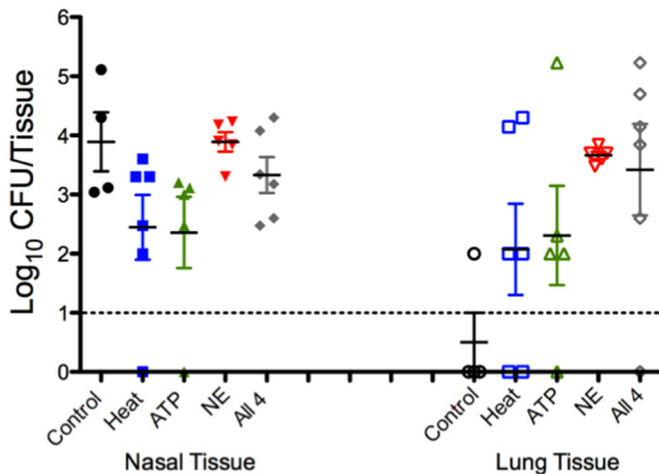 Log10 CFU/Tissue
6
5
4
3
2
1
0
Control Heat ATP NE All 4
Control Heat ATP NE All 4
Nasal Tissue
Lung Tissue